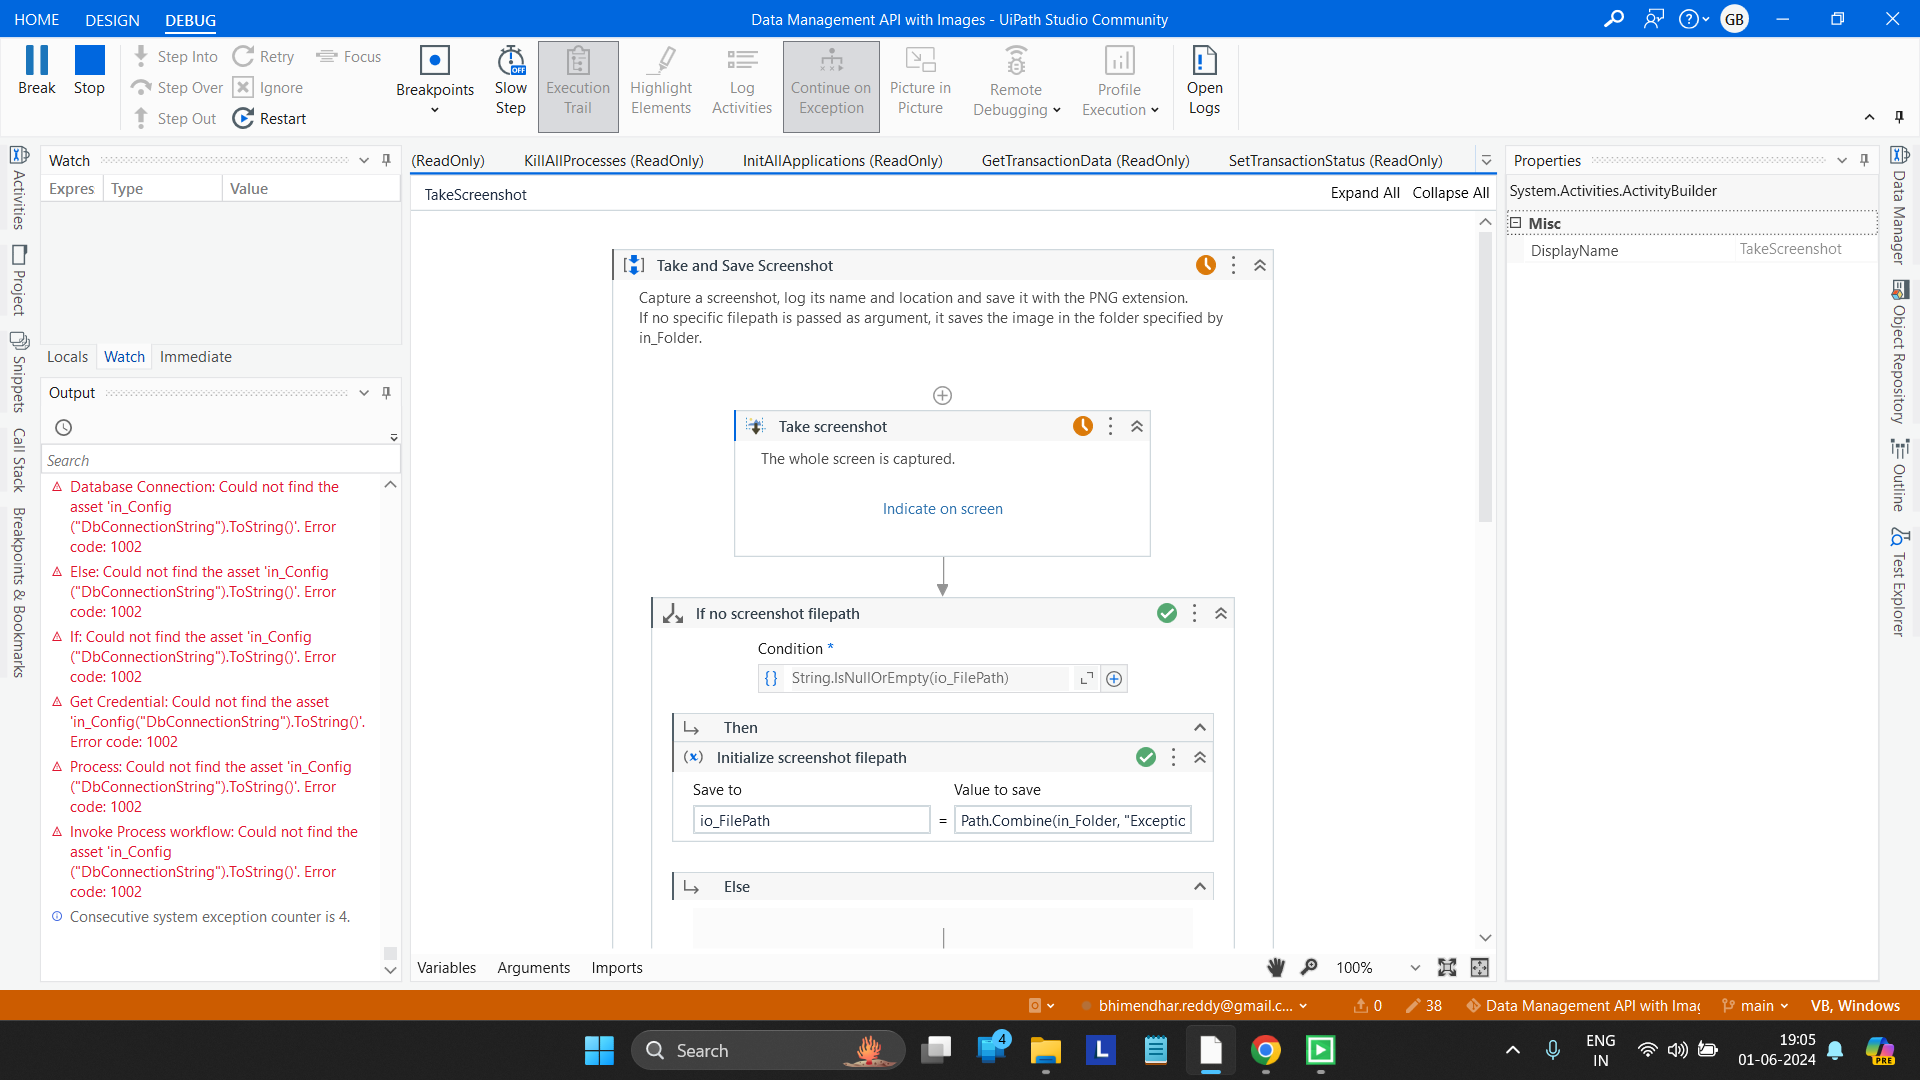 HOME DESIGN DEBUG
Data Management API with Images - UiPath Studio Community
GB
Break
Stop
Step Into
Step Over
Step Out
Retry
Ignore
Restart
Focus
Breakpoints
Slow
Step
OFF
Execution
Trail
Highlight
Elements
Log
Activities
Continue on
Exception
Picture in
Picture
Remote
Debugging
Profile
Execution
Open
Logs
Activities
Project
Snippets
Call Stack
Breakpoints & Bookmarks
Watch
Expres Type Value
Locals Watch Immediate
Output
Search
Database Connection: Could not find the
asset 'in_Config
("DbConnectionString").ToString()'. Error
code: 1002
Else: Could not find the asset 'in_Config
("DbConnectionString").ToString()'. Error
code: 1002
If: Could not find the asset 'in_Config
("DbConnectionString").ToString()'. Error
code: 1002
Get Credential: Could not find the asset
'in_Config("DbConnectionString").ToString()'.
Error code: 1002
Process: Could not find the asset 'in_Config
("DbConnectionString").ToString()'. Error
code: 1002
Invoke Process workflow: Could not find the
asset 'in_Config
("DbConnectionString").ToString()'. Error
code: 1002
Consecutive system exception counter is 4.
(ReadOnly) KillAllProcesses (ReadOnly) InitAllApplications (ReadOnly) GetTransactionData (ReadOnly) SetTransactionStatus (ReadOnly)
TakeScreenshot
Expand All Collapse All
Take and Save Screenshot
Capture a screenshot, log its name and location and save it with the PNG extension.
If no specific filepath is passed as argument, it saves the image in the folder specified by
in_Folder.
Take screenshot
The whole screen is captured.
Indicate on screen
If no screenshot filepath
Condition *
{} String.IsNullOrEmpty(io_FilePath)
Then
(x) Initialize screenshot filepath
Save to Value to save
io_FilePath = Path.Combine(in_Folder, "Exceptic
Else
Variables Arguments Imports
100%
Properties
System.Activities.ActivityBuilder
Misc
DisplayName TakeScreenshot
Data Manager
Object Repository
Outline
Test Explorer
bhimendhar.reddy@gmail.c...
0
38
Data Management API with Imag
main
VB, Windows
Search
4
L
ENG
IN
19:05
01-06-2024
PRE